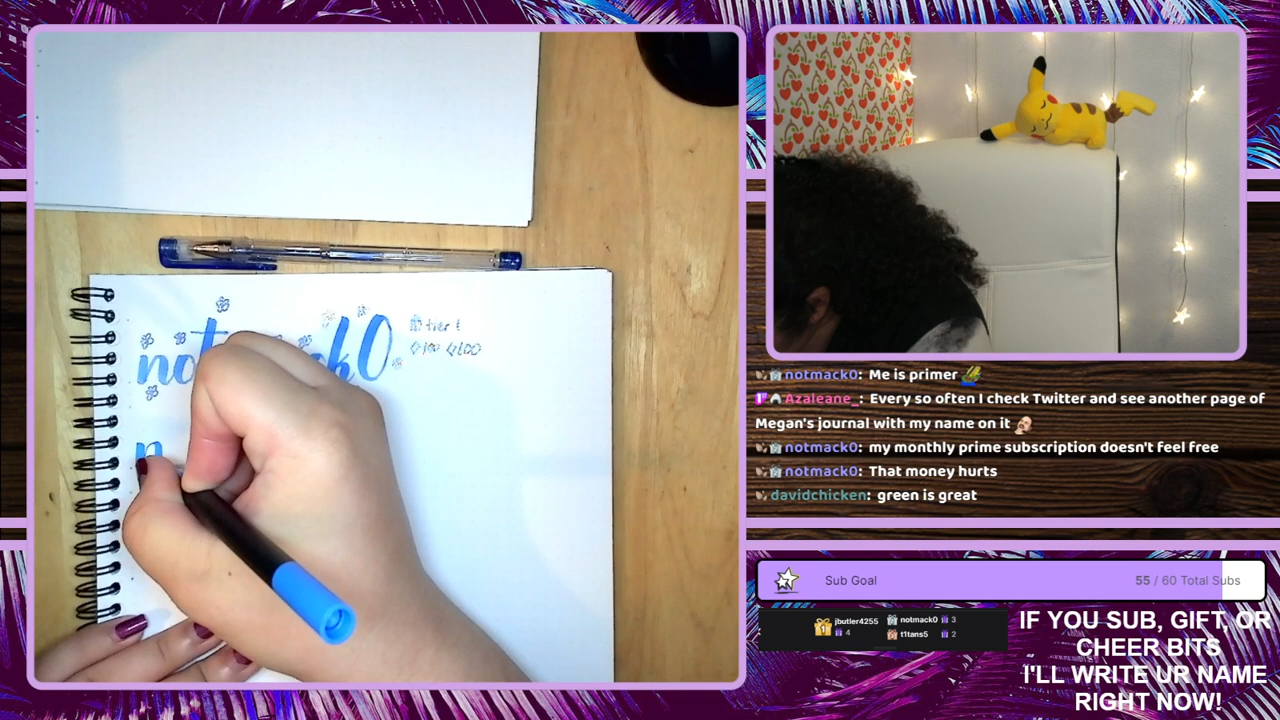 tier 1
100 600
notmack0: Me is primer
Azaleane_: Every so often I check Twitter and see another page of
Megan's journal with my name on it
notmack0: my monthly prime subscription doesn't feel free
notmack0: That money hurts
davidchicken: green is great
Sub Goal
55 / 60 Total Subs
jbutler4255
4
notmack0 3
t1tans5 2
IF YOU SUB, GIFT, OR
CHEER BITS
I'LL WRITE UR NAME
RIGHT NOW!